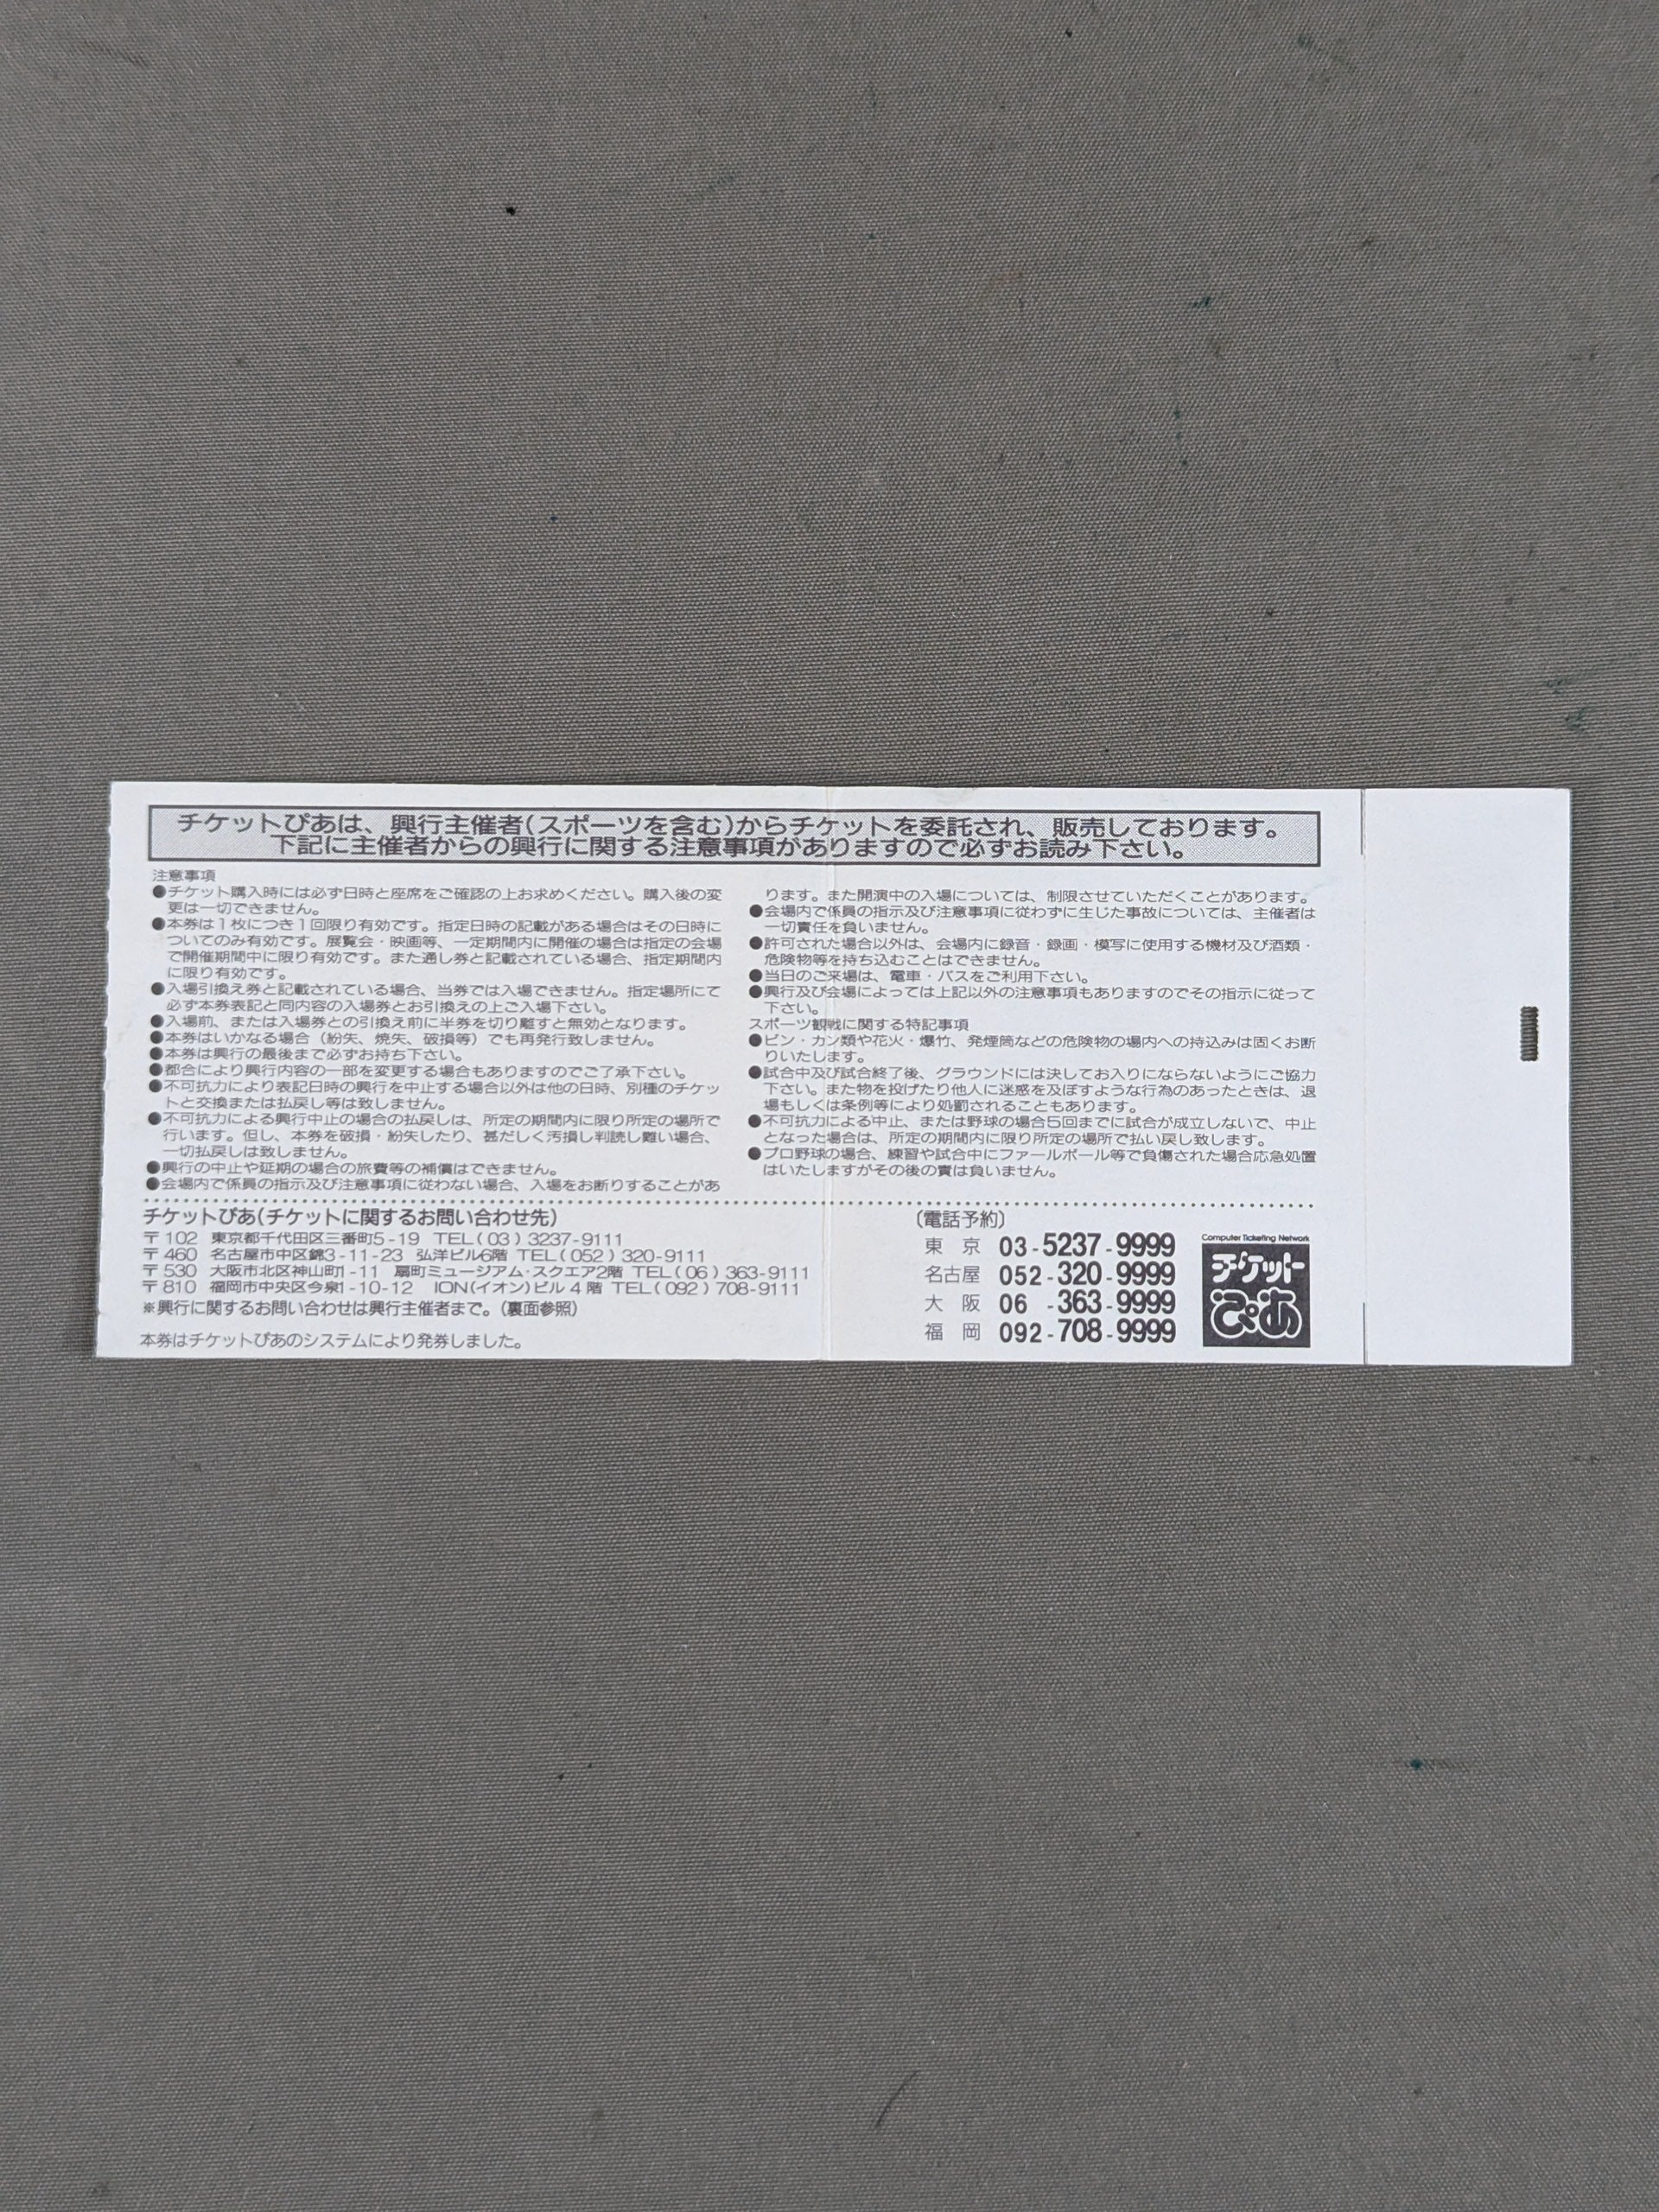 チケットぴあは、興行主催者(スポーツを含む)からチケットを委託され、販売しております。
下記に主催者からの興行に関する注意事項がありますので必ずお読み下さい。
注意事項
●チケット購入時には必ず日時と座席をご確認の上お求めください。購入後の変
更は一切できません。
●本券は1枚につき1回限り有効です。指定日時の記載がある場合はその日時に
ついてのみ有効です。展覧会・映画等、一定期間内に開催の場合は指定の会場
で開催期間中に限り有効です。また通し券と記載されている場合、指定期間内
に限り有効です。
●入場引換え券と記載されている場合、当券では入場できません。指定場所にて
必ず本券表記と同内容の入場券とお引換えの上ご入場下さい。
●入場前、または入場券との引換え前に半券を切り離すと無効となります。
●本券はいかなる場合(紛失、焼失、破損等)でも再発行致しません。
●本券は興行の最後まで必ずお持ち下さい。
●都合により興行内容の一部を変更する場合もありますのでご了承下さい。
●不可抗力により表記日時の興行を中止する場合以外は他の日時、別種のチケッ
トと交換または払戻し等は致しません。
●不可抗力による興行中止の場合の払戻しは、所定の期間内に限り所定の場所で
行います。但し、本券を破損・紛失したり、甚だしく汚損し判読し難い場合、
一切払戻しは致しません。
●興行の中止や延期の場合の旅費等の補償はできません。
●会場内で係員の指示及び注意事項に従わない場合、入場をお断りすることがあ
ります。また開演中の入場については、制限させていただくことがあります。
●会場内で係員の指示及び注意事項に従わずに生じた事故については、主催者は
一切責任を負いません。
●許可された場合以外は、会場内に録音・録画・模写に使用する機材及び酒類・
危険物等を持ち込むことはできません。
●当日のご来場は、電車・バスをご利用下さい。
●興行及び会場によっては上記以外の注意事項もありますのでその指示に従って
下さい。
スポーツ観戦に関する特記事項
●ビン・カン類や花火・爆竹、発煙筒などの危険物の場内への持込みは固くお断
りいたします。
●試合中及び試合終了後、グラウンドには決してお入りにならないようにご協力
下さい。また物を投げたり他人に迷惑を及ぼすような行為のあったときは、退
場もしくは条例等により処罰されることもあります。
●不可抗力による中止、または野球の場合5回までに試合が成立しないで、中止
となった場合は、所定の期間内に限り所定の場所で払い戻し致します。
●プロ野球の場合、練習や試合中にファールボール等で負傷された場合応急処置
はいたしますがその後の責は負いません。
チケットぴあ(チケットに関するお問い合わせ先)
〒102 東京都千代田区三番町5-19 TEL(03)3237-9111
〒460 名古屋市中区錦3-11-23 弘洋ビル6階 TEL(052)320-9111
〒530 大阪市北区神山町1-11 扇町ミュージアム・スクエア2階 TEL(06)363-9111
〒810 福岡市中央区今泉1-10-12 ION(イオン)ビル4階 TEL(092)708-9111
※興行に関するお問い合わせは興行主催者まで。(裏面参照)
本券はチケットぴあのシステムにより発券しました。
(電話予約)
東 京 03-5237-9999
名古屋 052-320-9999
大 阪 06 -363-9999
福 岡 092-708-9999
Computer Ticketing Network
チケット
ぴあ